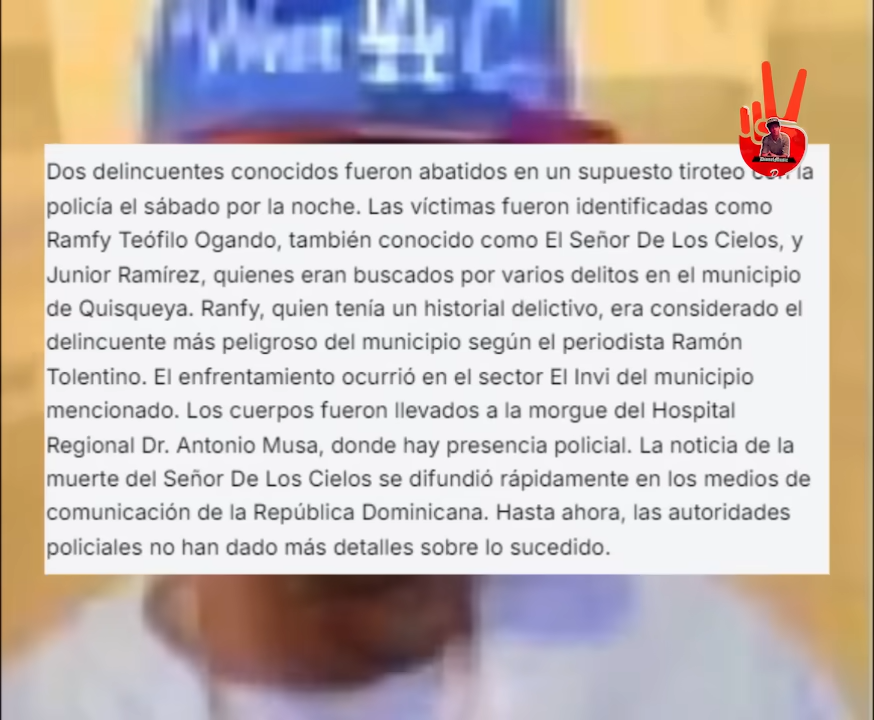 Dos delincuentes conocidos fueron abatidos en un supuesto tiroteo con la
policía el sábado por la noche. Las víctimas fueron identificadas como
Ramfy Teófilo Ogando, también conocido como El Señor De Los Cielos, y
Junior Ramírez, quienes eran buscados por varios delitos en el municipio
de Quisqueya. Ranfy, quien tenía un historial delictivo, era considerado el
delincuente más peligroso del municipio según el periodista Ramón
Tolentino. El enfrentamiento ocurrió en el sector El Invi del municipio
mencionado. Los cuerpos fueron llevados a la morgue del Hospital
Regional Dr. Antonio Musa, donde hay presencia policial. La noticia de la
muerte del Señor De Los Cielos se difundió rápidamente en los medios de
comunicación de la República Dominicana. Hasta ahora, las autoridades
policiales no han dado más detalles sobre lo sucedido.